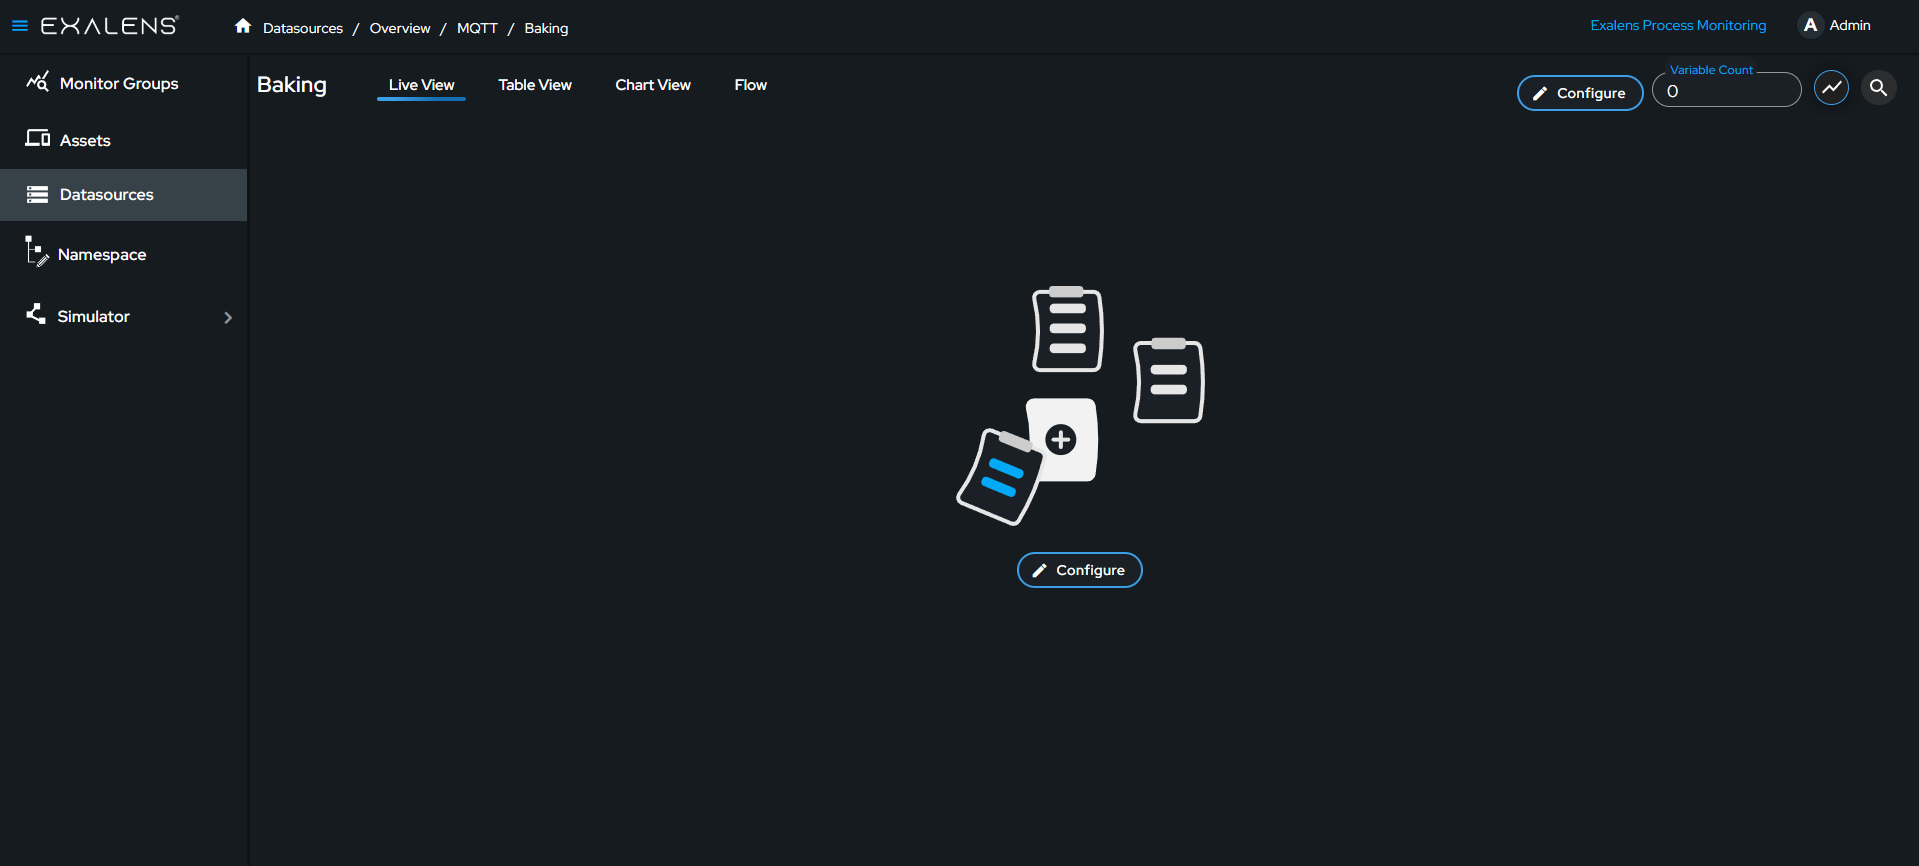 EXALENS®
Datasources / Overview / MQTT / Baking
Exalens Process Monitoring
A Admin
Monitor Groups
Assets
Datasources
Namespace
Simulator
Baking
Live View
Table View
Chart View
Flow
Configure
Variable Count
0
Configure